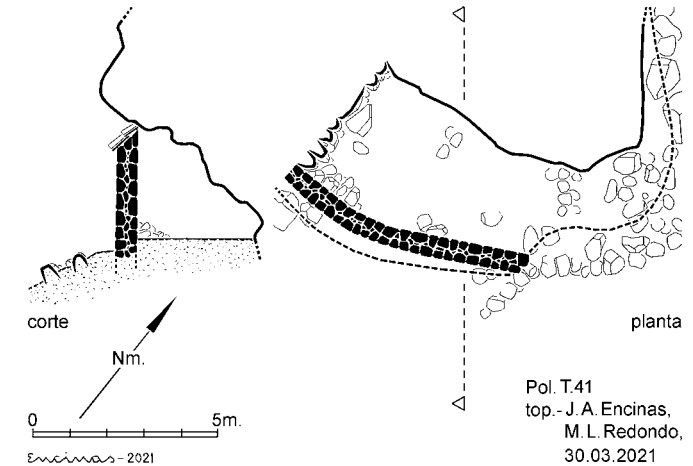 corte
planta
Nm.
0 5m.
Encinas - 2021
Pol. T.41
top.- J.A. Encinas,
M.L. Redondo,
30.03.2021